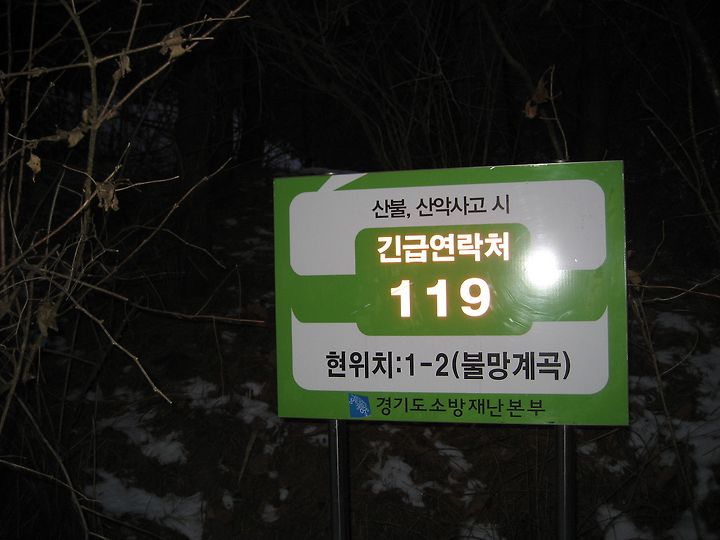 산불, 산악사고 시
긴급연락처
119
현위치:1-2(불망계곡)
경기도소방재난본부